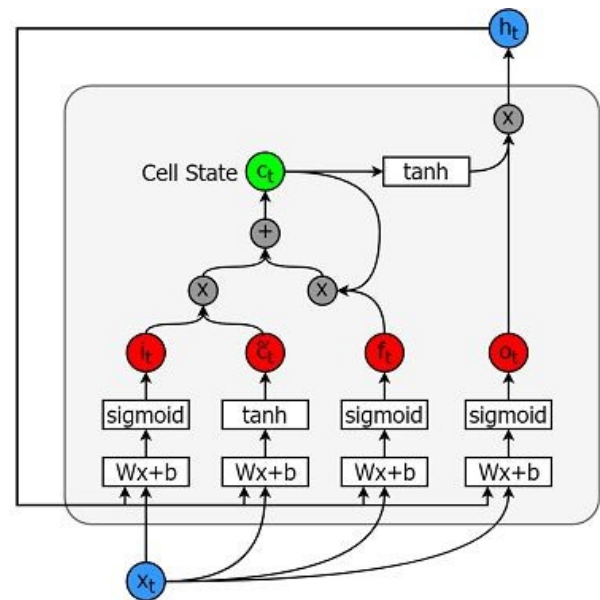 hₜ
x
Cell State cₜ tanh
+
x x
iₜ c̃ₜ fₜ oₜ
sigmoid tanh sigmoid sigmoid
Wx+b Wx+b Wx+b Wx+b
xₜ